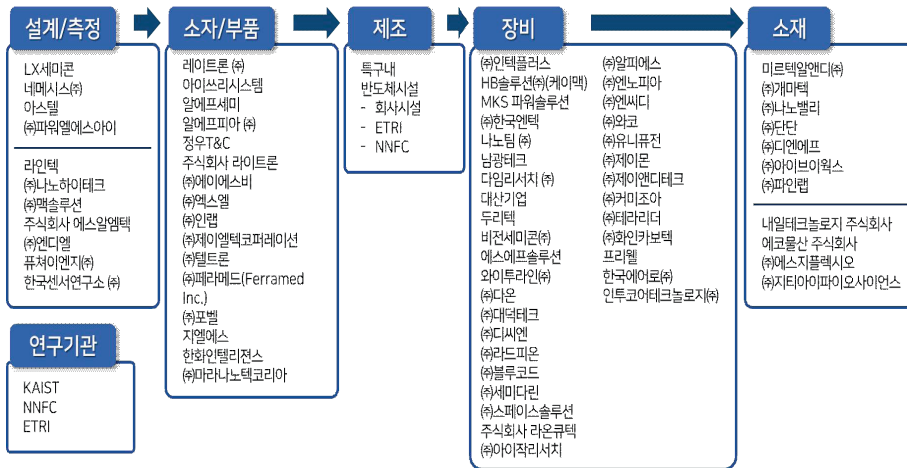 설계/측정
LX세미콘
네메시스㈜
아스텔
㈜파워엘에스아이
라인텍
㈜나노하이테크
㈜맥솔루션
주식회사 에스알엠텍
㈜엔디엘
퓨쳐이엔지㈜
한국센서연구소 ㈜
연구기관
KAIST
NNFC
ETRI
소자/부품
레이트론 ㈜
아이쓰리시스템
알에프세미
알에프피아 ㈜
정우T&C
주식회사 라이트론
㈜에이에스비
㈜엑스엘
㈜인랩
㈜제이엘텍코퍼레이션
㈜텔트론
㈜페라메드(Ferramed
Inc.)
㈜포벨
지엘에스
한화인텔리젼스
㈜마라나노텍코리아
제조
특구내
반도체시설
- 회사시설
- ETRI
- NNFC
장비
㈜인텍플러스
HB솔루션㈜(케이맥)
MKS 파워솔루션
㈜한국엔텍
나노팀 ㈜
남광테크
다임리서치 ㈜
대산기업
두리텍
비전세미콘㈜
에스에프솔루션
와이투라인㈜
㈜다온
㈜대덕테크
㈜디씨엔
㈜라드피온
㈜블루코드
㈜세미다린
㈜스페이스솔루션
주식회사 라온큐텍
㈜아이작리서치
㈜알피에스
㈜엔노피아
㈜엔씨디
㈜와코
㈜유니퓨전
㈜제이몬
㈜제이앤디테크
㈜커미조아
㈜테라리더
㈜화인카보텍
프리웰
한국에어로㈜
인투코어테크놀로지㈜
소재
미르텍알앤디㈜
㈜개마텍
㈜나노밸리
㈜단단
㈜디엔에프
㈜아이브이웍스
㈜파인랩
내일테크놀로지 주식회사
에코물산 주식회사
㈜에스지플렉시오
㈜지티아이파이오사이언스